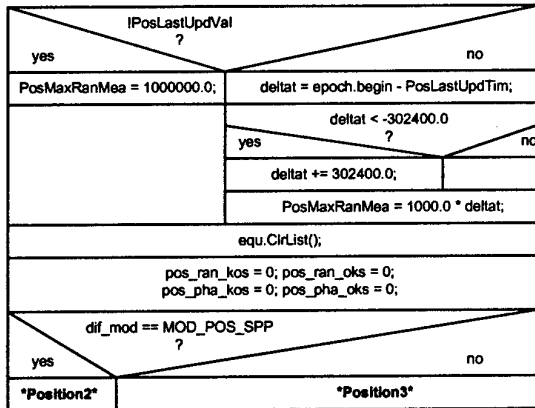 !PosLastUpdVal
?
yes
no
PosMaxRanMea = 1000000.0;
deltat = epoch.begin - PosLastUpdTim;
deltat < -302400.0
?
yes
no
deltat += 302400.0;
PosMaxRanMea = 1000.0 * deltat;
equ.ClrList();
pos_ran_kos = 0; pos_ran_oks = 0;
pos_pha_kos = 0; pos_pha_oks = 0;
dif_mod == MOD_POS_SPP
?
yes
no
*Position2*
*Position3*